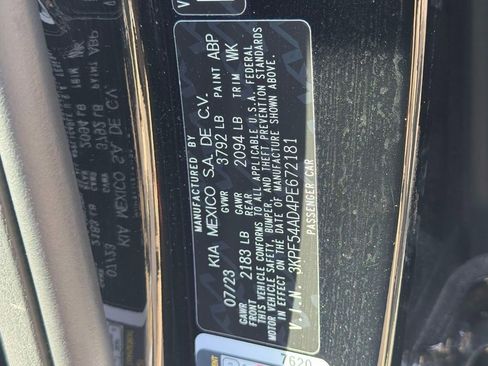 MANUFACTURED BY
KIA MEXICO S.A. DE C.V.
07/23 GVWR 3792 LB PAINT ABP
GAWR FRONT 2183 LB GAWR REAR 2094 LB TRIM WK
THIS VEHICLE CONFORMS TO ALL APPLICABLE U.S.A. FEDERAL
MOTOR VEHICLE SAFETY, BUMPER, AND THEFT PREVENTION STANDARDS
IN EFFECT ON THE DATE OF MANUFACTURE SHOWN ABOVE.
V.I.N. 3KPF54AD4PE672181
PASSENGER CAR
7620